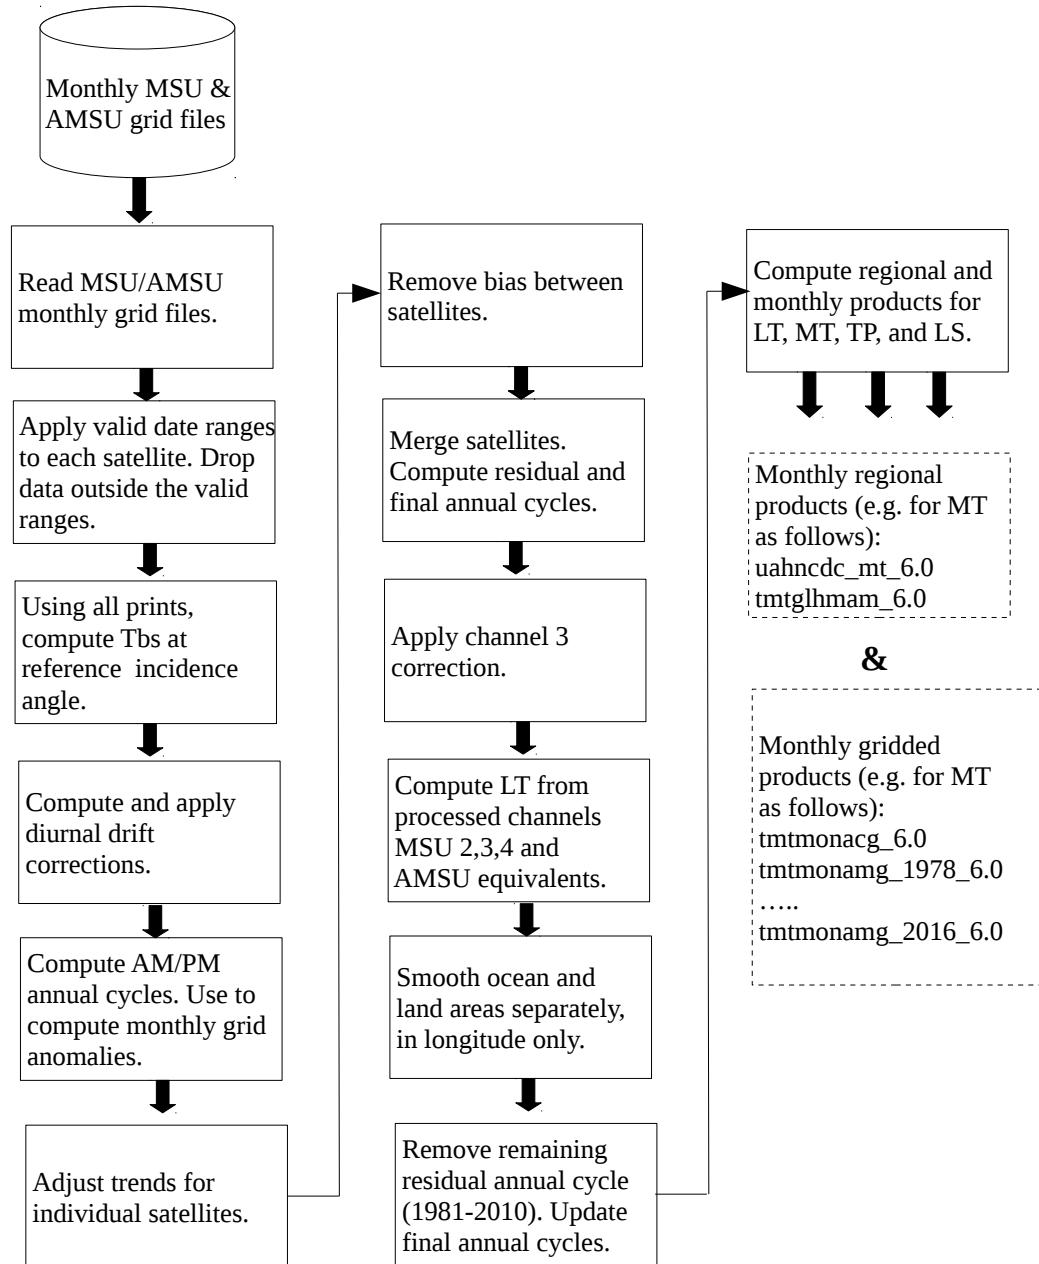 Monthly MSU &
AMSU grid files
Read MSU/AMSU
monthly grid files.
Apply valid date ranges
to each satellite. Drop
data outside the valid
ranges.
Using all prints,
compute Tbs at
reference incidence
angle.
Compute and apply
diurnal drift
corrections.
Compute AM/PM
annual cycles. Use to
compute monthly grid
anomalies.
Adjust trends for
individual satellites.
Remove bias between
satellites.
Merge satellites.
Compute residual and
final annual cycles.
Apply channel 3
correction.
Compute LT from
processed channels
MSU 2,3,4 and
AMSU equivalents.
Smooth ocean and
land areas separately,
in longitude only.
Remove remaining
residual annual cycle
(1981-2010). Update
final annual cycles.
Compute regional and
monthly products for
LT, MT, TP, and LS.
Monthly regional
products (e.g. for MT
as follows):
uahncdc_mt_6.0
tmtglhmam_6.0
&
Monthly gridded
products (e.g. for MT
as follows):
tmtmonacg_6.0
tmtmonamg_1978_6.0
…..
tmtmonamg_2016_6.0